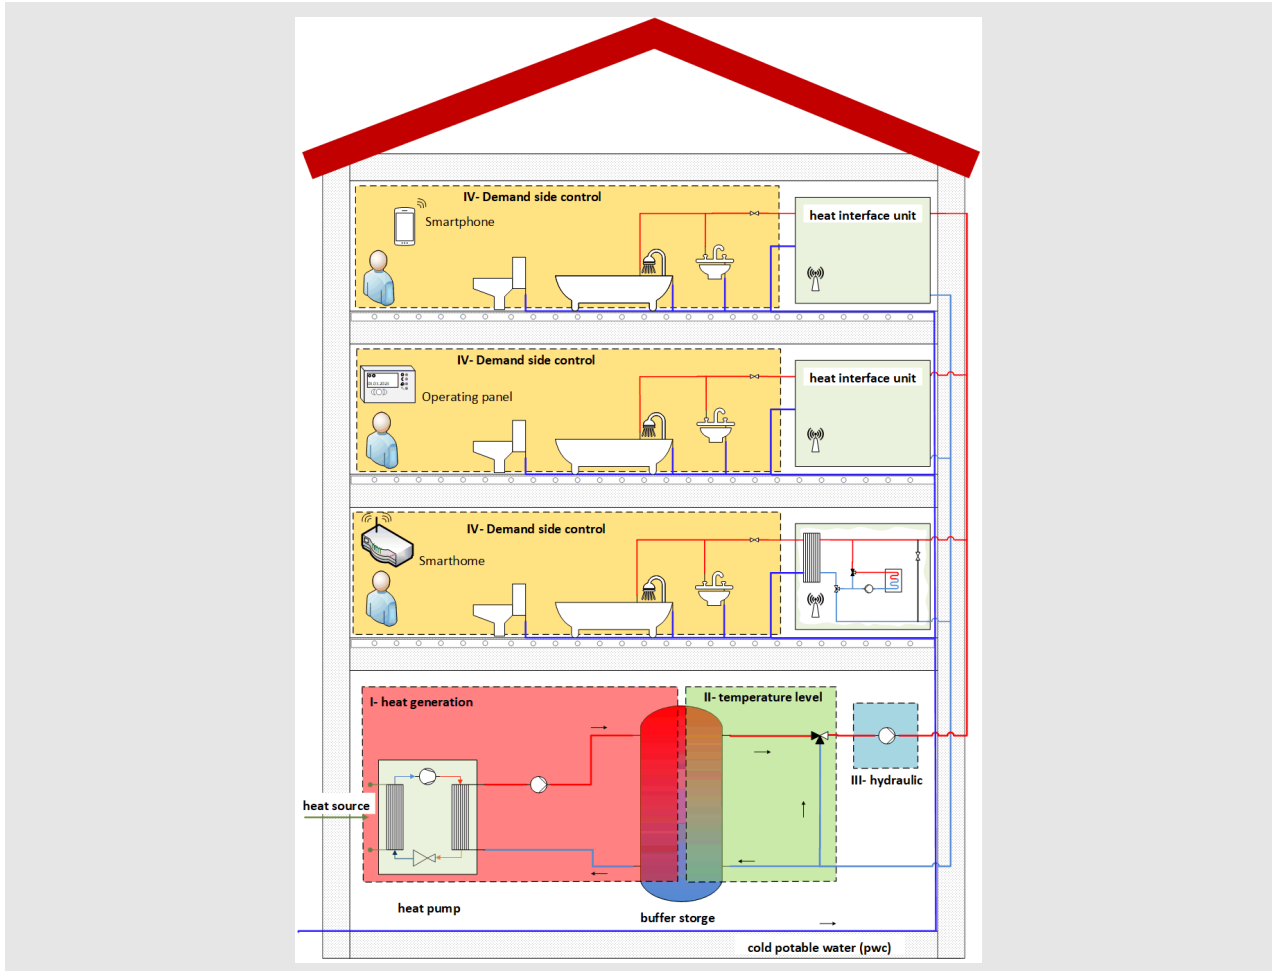 IV- Demand side control
Smartphone
heat interface unit
IV- Demand side control
Operating panel
heat interface unit
IV- Demand side control
Smarthome
I- heat generation
II- temperature level
III- hydraulic
heat source
heat pump
buffer storge
cold potable water (pwc)